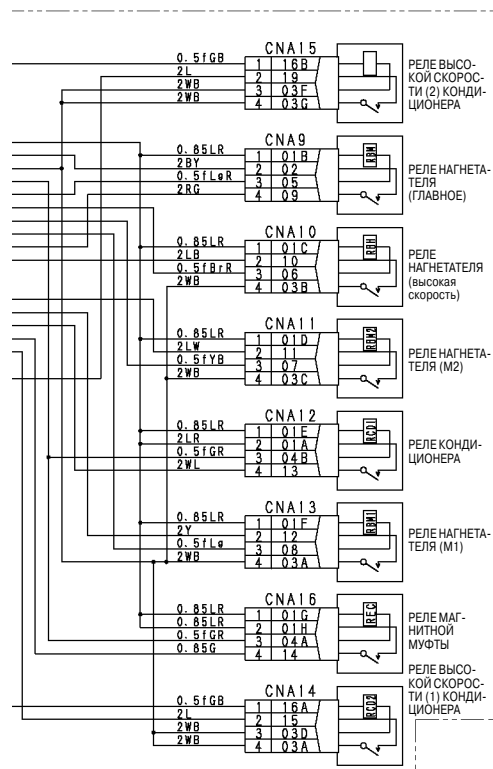 CNA15
0.5fGB 1 16B
2L 2 19
2WB 3 03F
2WB 4 03G
РЕЛЕ ВЫСО-
КОЙ СКОРОС-
ТИ (2) КОНДИ-
ЦИОНЕРА
CNA9
0.85LR 1 01B
2BY 2 02
0.5fLgR 3 05
2RG 4 09
RBM
РЕЛЕ НАГНЕТА-
ТЕЛЯ
(ГЛАВНОЕ)
CNA10
0.85LR 1 01C
2LB 2 10
0.5fBrR 3 06
2WB 4 03B
RBH
РЕЛЕ
НАГНЕТАТЕЛЯ
(высокая
скорость)
CNA11
0.85LR 1 01D
2LW 2 11
0.5fYB 3 07
2WB 4 03C
RBM2
РЕЛЕ НАГНЕТА-
ТЕЛЯ (М2)
CNA12
0.85LR 1 01E
2LR 2 01A
0.5fGR 3 04B
2WL 4 13
RCD1
РЕЛЕ КОНДИ-
ЦИОНЕРА
CNA13
0.85LR 1 01F
2Y 2 12
0.5fLg 3 08
2WB 4 03A
RBM1
РЕЛЕ НАГНЕТА-
ТЕЛЯ (М1)
CNA16
0.85LR 1 01G
0.85LR 2 01H
0.5fGR 3 04A
0.85G 4 14
REC
РЕЛЕ МАГ-
НИТНОЙ
МУФТЫ
CNA14
0.5fGB 1 16A
2L 2 15
2WB 3 03D
2WB 4 03A
RCD2
РЕЛЕ ВЫСО-
КОЙ СКОРОС-
ТИ (1) КОНДИ-
ЦИОНЕРА